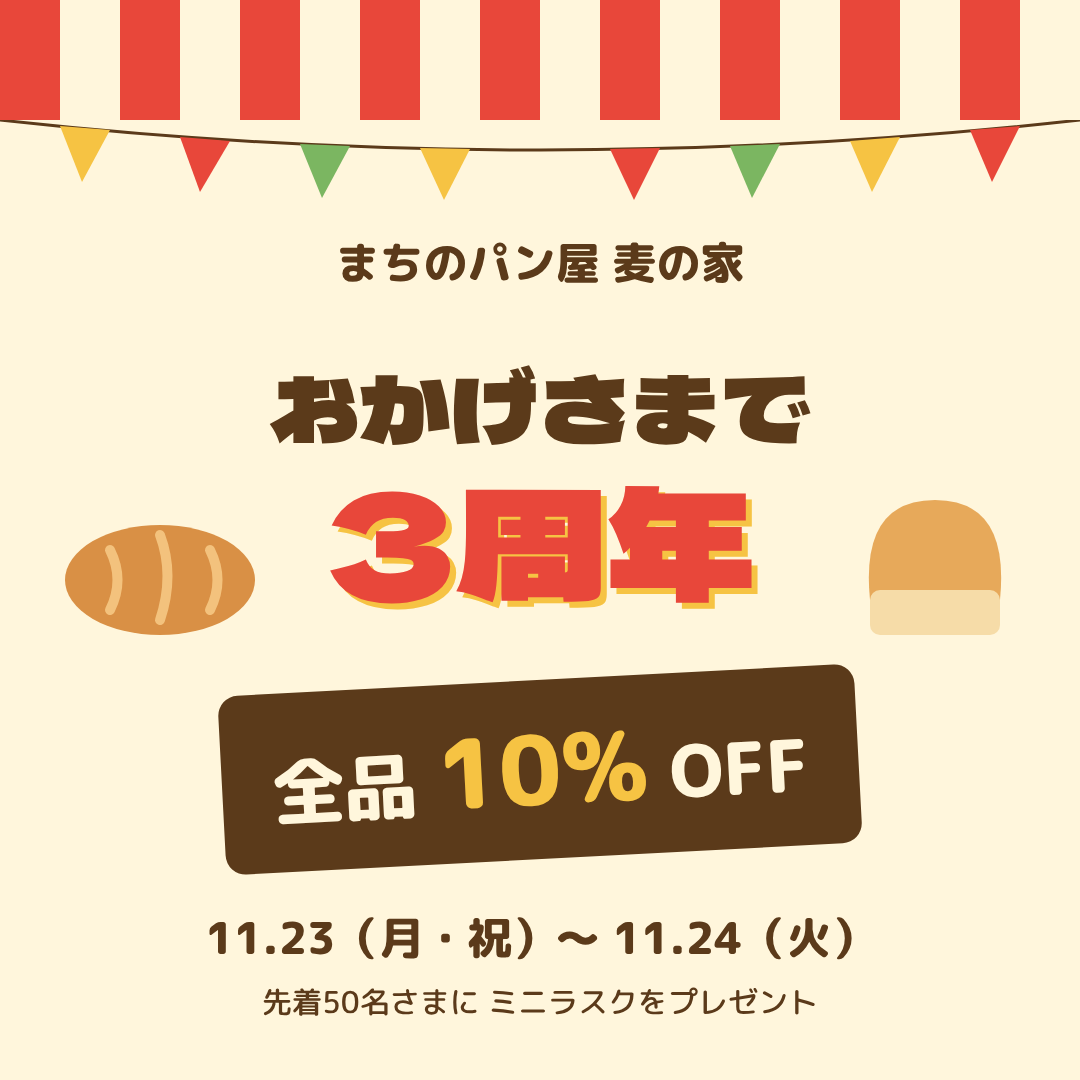 まちのパン屋 麦の家
おかげさまで
3周年
全品 10% OFF
11.23（月・祝）〜 11.24（火）
先着50名さまに ミニラスクをプレゼント